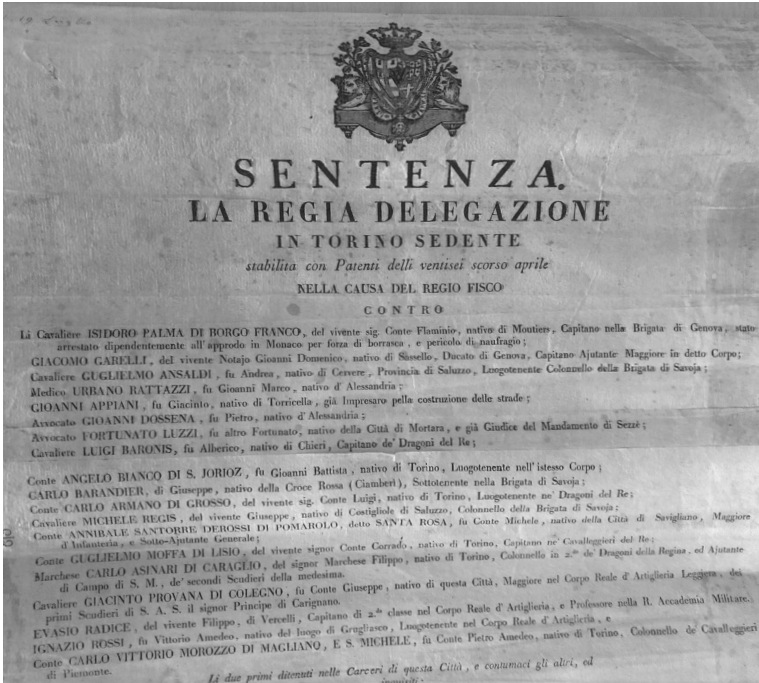 19 Luglio
SENTENZA.
LA REGIA DELEGAZIONE
IN TORINO SEDENTE
stabilita con Patenti delli ventisei scorso aprile
NELLA CAUSA DEL REGIO FISCO
CONTRO
Li Cavaliere ISIDORO PALMA DI BORGO FRANCO, del vivente sig. Conte Flaminio, nativo di Moutiers, Capitano nella Brigata di Genova, stato
arrestato dipendentemente all'approdo in Monaco per forza di borrasca, e pericolo di naufragio;
GIACOMO GARELLI, del vivente Notajo Gioanni Domenico, nativo di Sassello, Ducato di Genova, Capitano Ajutante Maggiore in detto Corpo;
Cavaliere GUGLIELMO ANSALDI, fu Andrea, nativo di Cervere, Provincia di Saluzzo, Luogotenente Colonnello della Brigata di Savoja;
Medico URBANO RATTAZZI, fu Gioanni Marco, nativo d'Alessandria;
GIOANNI APPIANI, fu Giacinto, nativo di Torricella, già Impresaro pella costruzione delle strade;
Avvocato GIOANNI DOSSENA, fu Pietro, nativo d'Alessandria;
Avvocato FORTUNATO LUZZI, fu altro Fortunato, nativo della Città di Mortara, e già Giudice del Mandamento di Sezzè;
Cavaliere LUIGI BARONIS, fu Alberico, nativo di Chieri, Capitano de' Dragoni del Re;
Conte ANGELO BIANCO DI S. JORIOZ, fu Gioanni Battista, nativo di Torino, Luogotenente nell'istesso Corpo;
CARLO BARANDIER, di Giuseppe, nativo della Croce Rossa (Ciamberì), Sottotenente nella Brigata di Savoja;
Conte CARLO ARMANO DI GROSSO, del vivente sig. Conte Luigi, nativo di Torino, Luogotenente ne' Dragoni del Re;
Cavaliere MICHELE REGIS, del vivente Giuseppe, nativo di Costigliole di Saluzzo, Colonnello della Brigata di Savoja;
Conte ANNIBALE SANTORRE DEROSSI DI POMAROLO, detto SANTA ROSA, fu Conte Michele, nativo della Città di Savigliano, Maggiore
d'Infanteria, e Sotto-Ajutante Generale;
Conte GUGLIELMO MOFFA DI LISIO, del vivente signor Conte Corrado, nativo di Torino, Capitano ne' Cavalleggieri del Re;
Marchese CARLO ASINARI DI CARAGLIO, del signor Marchese Filippo, nativo di Torino, Colonnello in 2.do de' Dragoni della Regina, ed Ajutante
di Campo di S. M., de' secondi Scudieri della medesima.
Cavaliere GIACINTO PROVANA DI COLEGNO, fu Conte Giuseppe, nativo di questa Città, Maggiore nel Corpo Reale d'Artiglieria Leggiera, dei
primi Scudieri di S. A. S. il signor Principe di Carignano.
EVASIO RADICE, del vivente Filippo, di Vercelli, Capitano di 2.da classe nel Corpo Reale d'Artiglieria, e Professore nella R. Accademia Militare.
IGNAZIO ROSSI, fu Vittorio Amedeo, nativo del luogo di Grugliasco, Luogotenente nel Corpo Reale d'Artiglieria, e
Conte CARLO VITTORIO MOROZZO DI MAGLIANO, E S. MICHELE, fu Conte Pietro Amedeo, nativo di Torino, Colonnello de' Cavalleggieri
di Piemonte.
Li due primi ditenuti nelle Carceri di questa Città, e contumaci gli altri, ed
inquisiti: